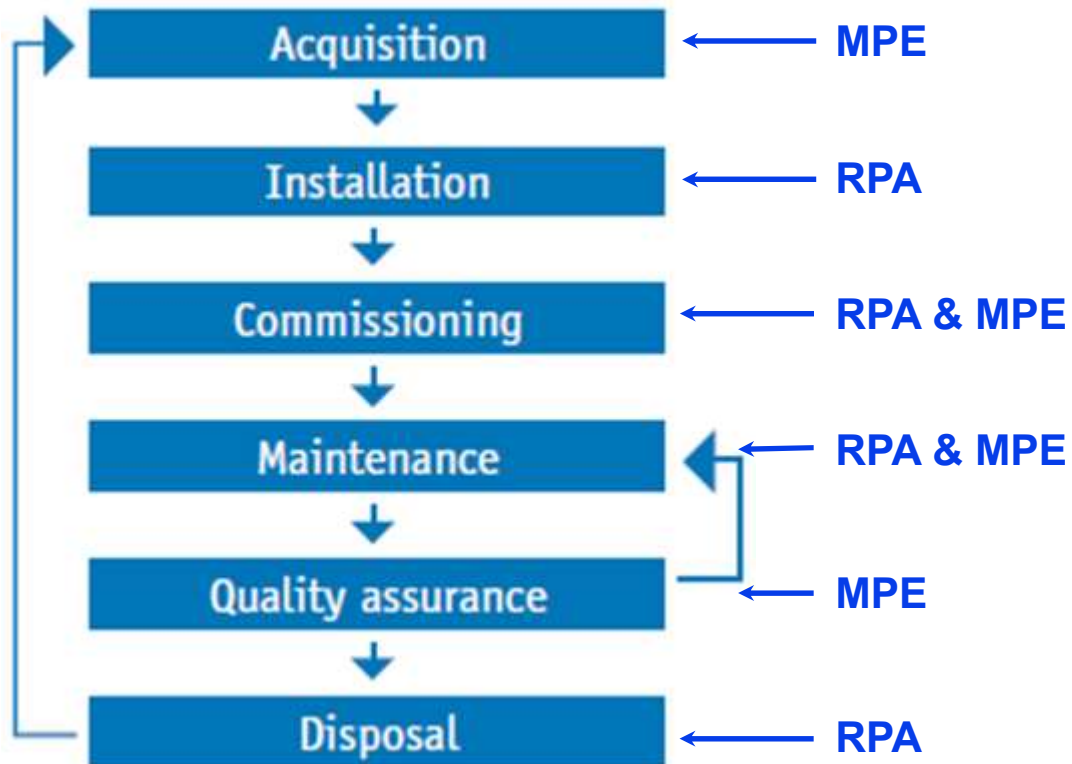 Acquisition
MPE
Installation
RPA
Commissioning
RPA & MPE
Maintenance
RPA & MPE
Quality assurance
MPE
Disposal
RPA